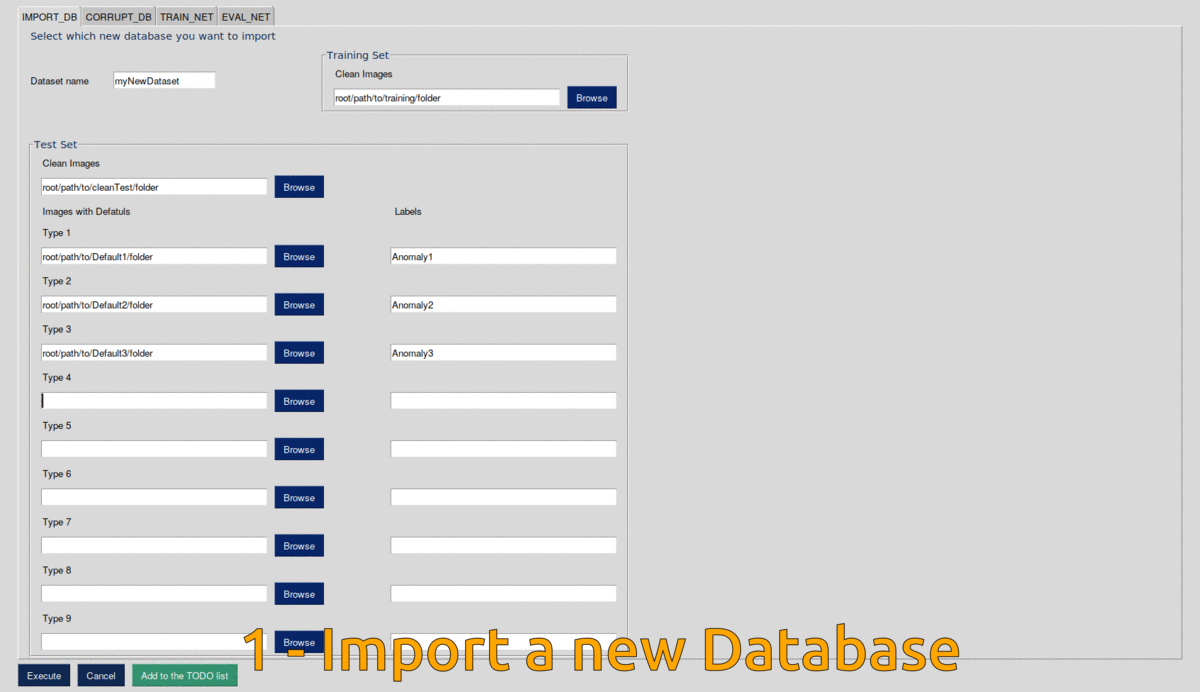 IMPORT_DB CORRUPT_DB TRAIN_NET EVAL_NET
Select which new database you want to import
Training Set
Clean Images
Dataset name myNewDataset
root/path/to/training/folder Browse
Test Set
Clean Images
root/path/to/cleanTest/folder Browse
Images with Defatuls Labels
Type 1
root/path/to/Default1/folder Browse Anomaly1
Type 2
root/path/to/Default2/folder Browse Anomaly2
Type 3
root/path/to/Default3/folder Browse Anomaly3
Type 4
Browse
Type 5
Browse
Type 6
Browse
Type 7
Browse
Type 8
Browse
Type 9
Browse
1 - Import a new Database
Execute Cancel Add to the TODO list